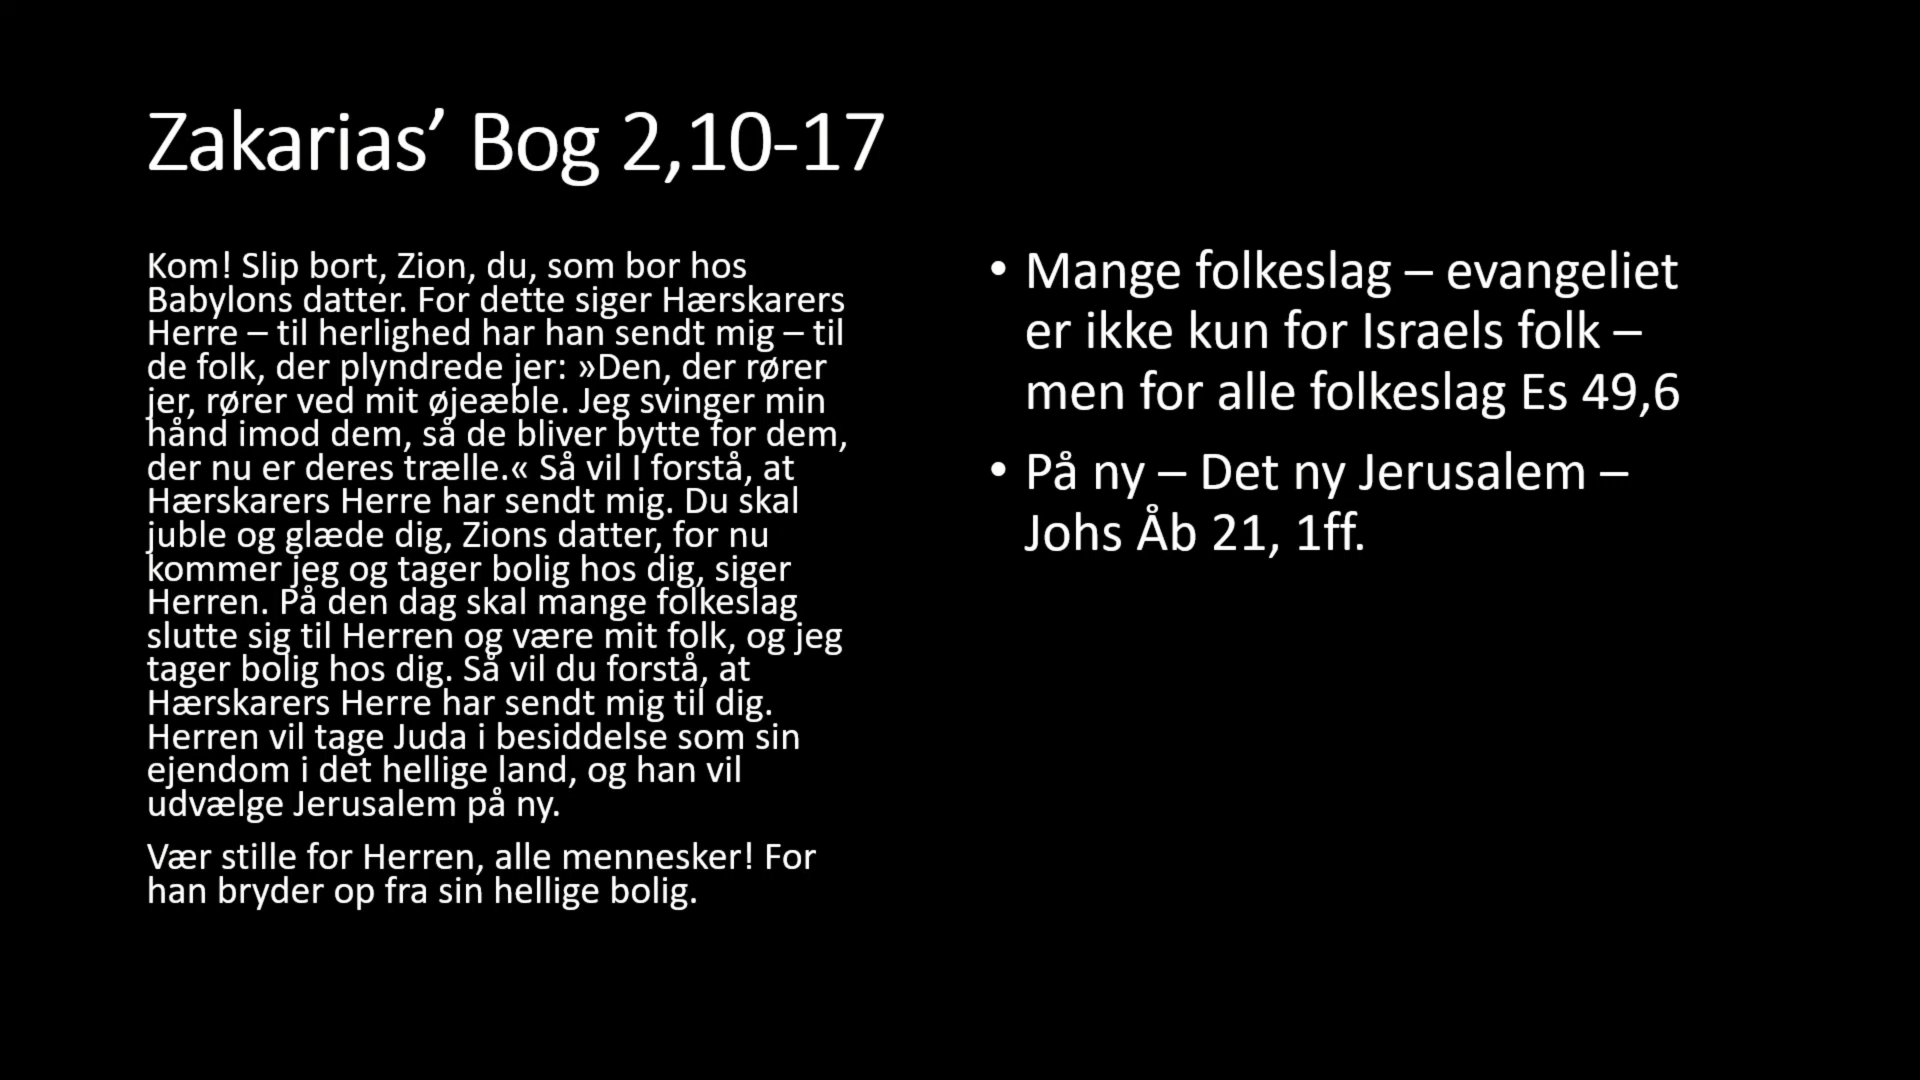 Zakarias’ Bog 2,10-17
Kom! Slip bort, Zion, du, som bor hos
Babylons datter. For dette siger Hærskarers
Herre – til herlighed har han sendt mig – til
de folk, der plyndrede jer: »Den, der rører
jer, rører ved mit øjeæble. Jeg svinger min
hånd imod dem, så de bliver bytte for dem,
der nu er deres trælle.« Så vil I forstå, at
Hærskarers Herre har sendt mig. Du skal
juble og glæde dig, Zions datter, for nu
kommer jeg og tager bolig hos dig, siger
Herren. På den dag skal mange folkeslag
slutte sig til Herren og være mit folk, og jeg
tager bolig hos dig. Så vil du forstå, at
Hærskarers Herre har sendt mig til dig.
Herren vil tage Juda i besiddelse som sin
ejendom i det hellige land, og han vil
udvælge Jerusalem på ny.
Vær stille for Herren, alle mennesker! For
han bryder op fra sin hellige bolig.
• Mange folkeslag – evangeliet
er ikke kun for Israels folk –
men for alle folkeslag Es 49,6
• På ny – Det ny Jerusalem –
Johs Åb 21, 1ff.